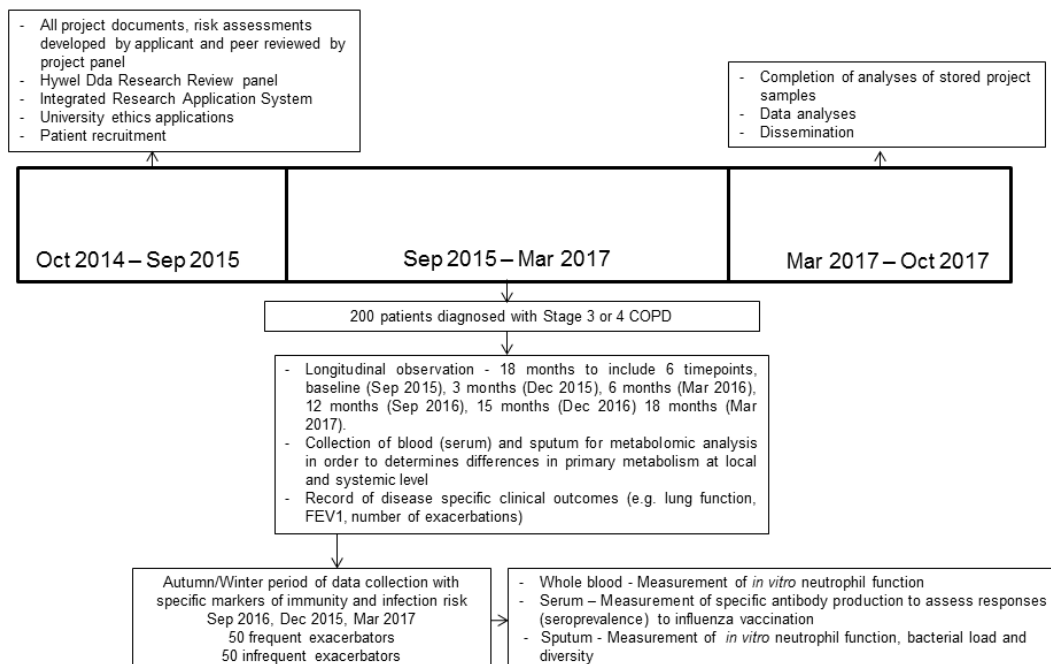 - All project documents, risk assessments
developed by applicant and peer reviewed by
project panel
- Hywel Dda Research Review panel
- Integrated Research Application System
- University ethics applications
- Patient recruitment
- Completion of analyses of stored project
samples
- Data analyses
- Dissemination
Oct 2014 – Sep 2015
Sep 2015 – Mar 2017
Mar 2017 – Oct 2017
200 patients diagnosed with Stage 3 or 4 COPD
- Longitudinal observation - 18 months to include 6 timepoints,
baseline (Sep 2015), 3 months (Dec 2015), 6 months (Mar 2016),
12 months (Sep 2016), 15 months (Dec 2016) 18 months (Mar
2017).
- Collection of blood (serum) and sputum for metabolomic analysis
in order to determines differences in primary metabolism at local
and systemic level
- Record of disease specific clinical outcomes (e.g. lung function,
FEV1, number of exacerbations)
Autumn/Winter period of data collection with
specific markers of immunity and infection risk
Sep 2016, Dec 2015, Mar 2017
50 frequent exacerbators
50 infrequent exacerbators
- Whole blood - Measurement of in vitro neutrophil function
- Serum – Measurement of specific antibody production to assess responses
(seroprevalence) to influenza vaccination
- Sputum - Measurement of in vitro neutrophil function, bacterial load and
diversity